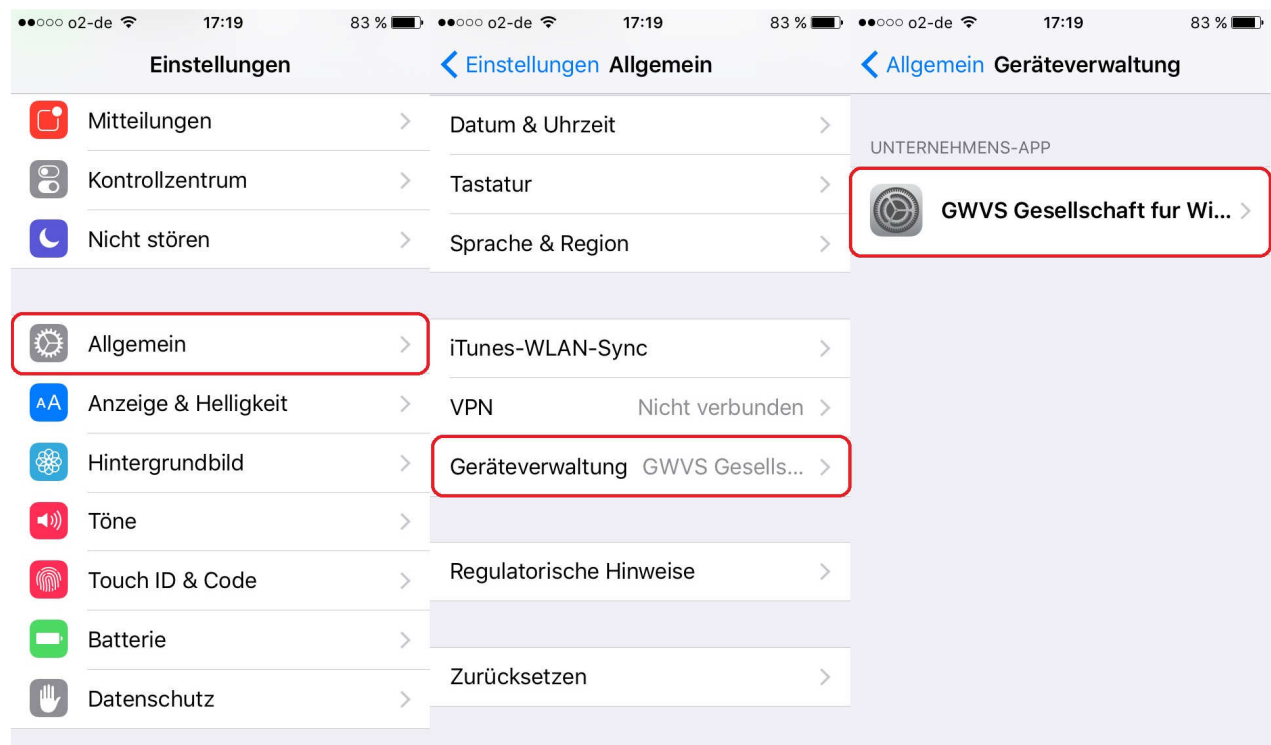 o2-de 17:19 83 %
Einstellungen
Mitteilungen
Kontrollzentrum
Nicht stören
Allgemein
AA Anzeige & Helligkeit
Hintergrundbild
Töne
Touch ID & Code
Batterie
Datenschutz
o2-de 17:19 83 %
Einstellungen Allgemein
Datum & Uhrzeit
Tastatur
Sprache & Region
iTunes-WLAN-Sync
VPN Nicht verbunden
Geräteverwaltung GWVS Gesells...
Regulatorische Hinweise
Zurücksetzen
o2-de 17:19 83 %
Allgemein Geräteverwaltung
UNTERNEHMENS-APP
GWVS Gesellschaft fur Wi...